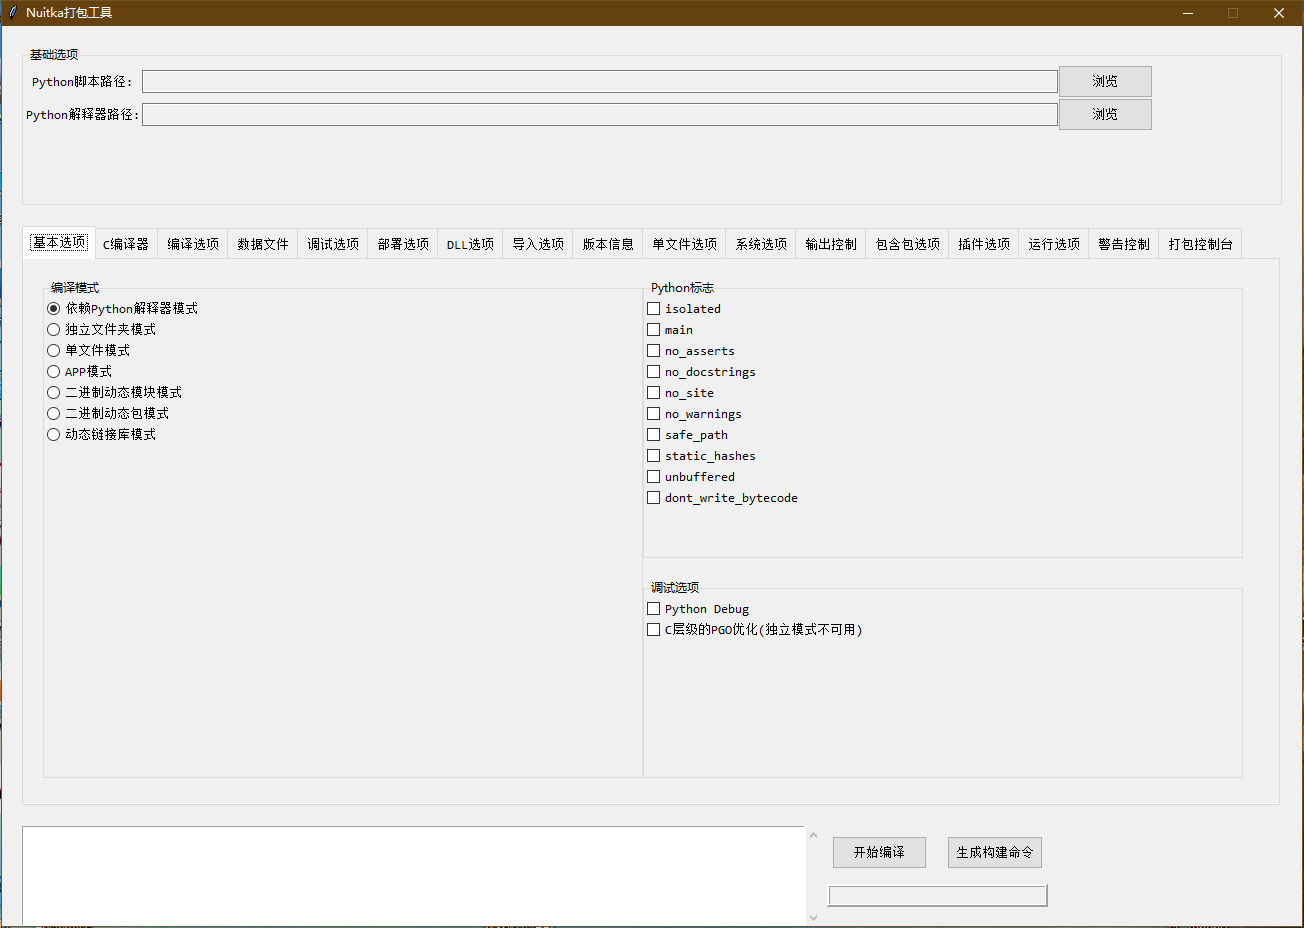 Nuitka打包工具
基础选项
Python脚本路径:
浏览
Python解释器路径:
浏览
基本选项
C编译器
编译选项
数据文件
调试选项
部署选项
DLL选项
导入选项
版本信息
单文件选项
系统选项
输出控制
包含包选项
插件选项
运行选项
警告控制
打包控制台
编译模式
依赖Python解释器模式
独立文件夹模式
单文件模式
APP模式
二进制动态模块模式
二进制动态包模式
动态链接库模式
Python标志
isolated
main
no_asserts
no_docstrings
no_site
no_warnings
safe_path
static_hashes
unbuffered
dont_write_bytecode
调试选项
Python Debug
C层级的PGO优化(独立模式不可用)
开始编译
生成构建命令